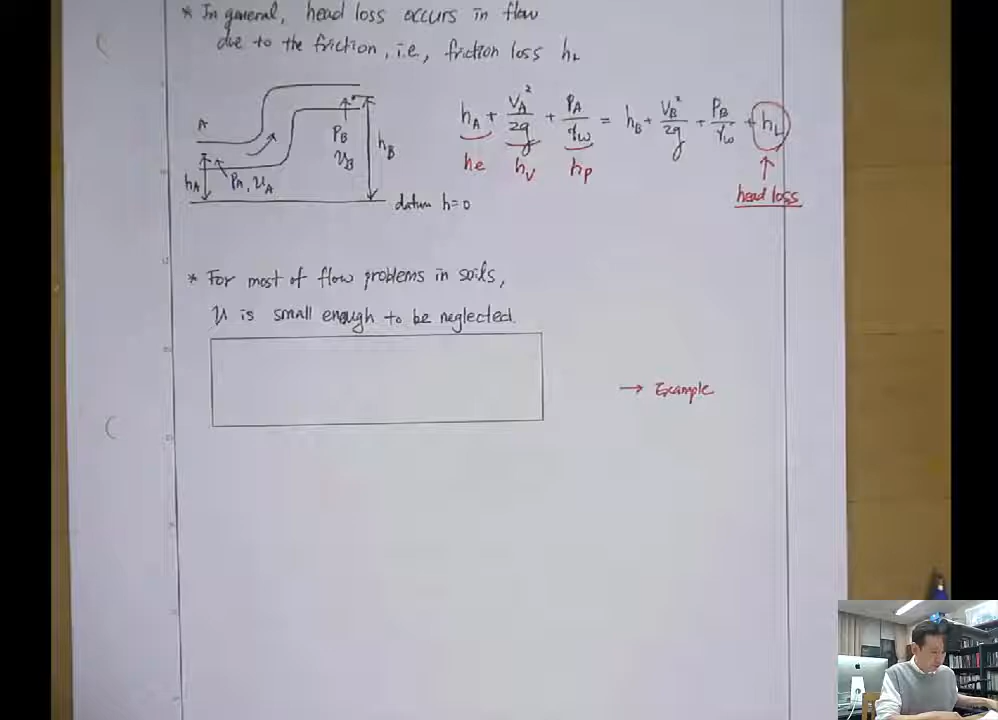 * In general, head loss occurs in flow
due to the friction, i.e., friction loss hL
A
hA
PA, VA
PB
VB
hB
datum h=0
hA + VA²/2g + PA/γw = hB + VB²/2g + PB/γw + hL
he hv hp
head loss
* For most of flow problems in soils,
v is small enough to be neglected.
→ Example